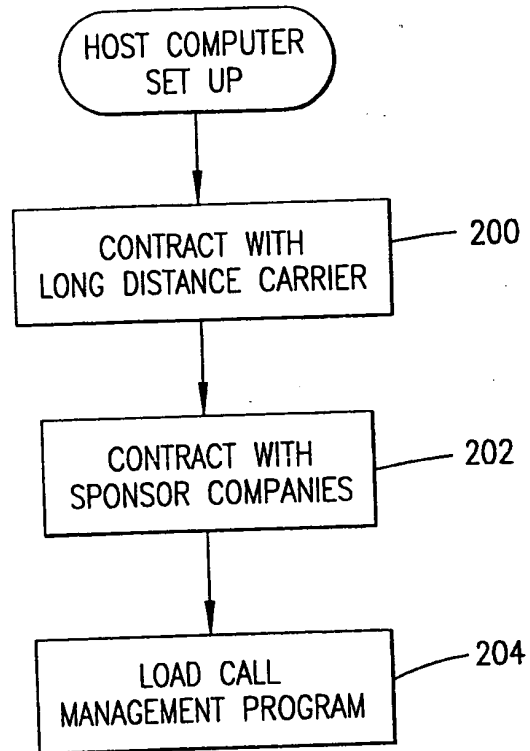 HOST COMPUTER
SET UP
CONTRACT WITH
LONG DISTANCE CARRIER
200
CONTRACT WITH
SPONSOR COMPANIES
202
LOAD CALL
MANAGEMENT PROGRAM
204